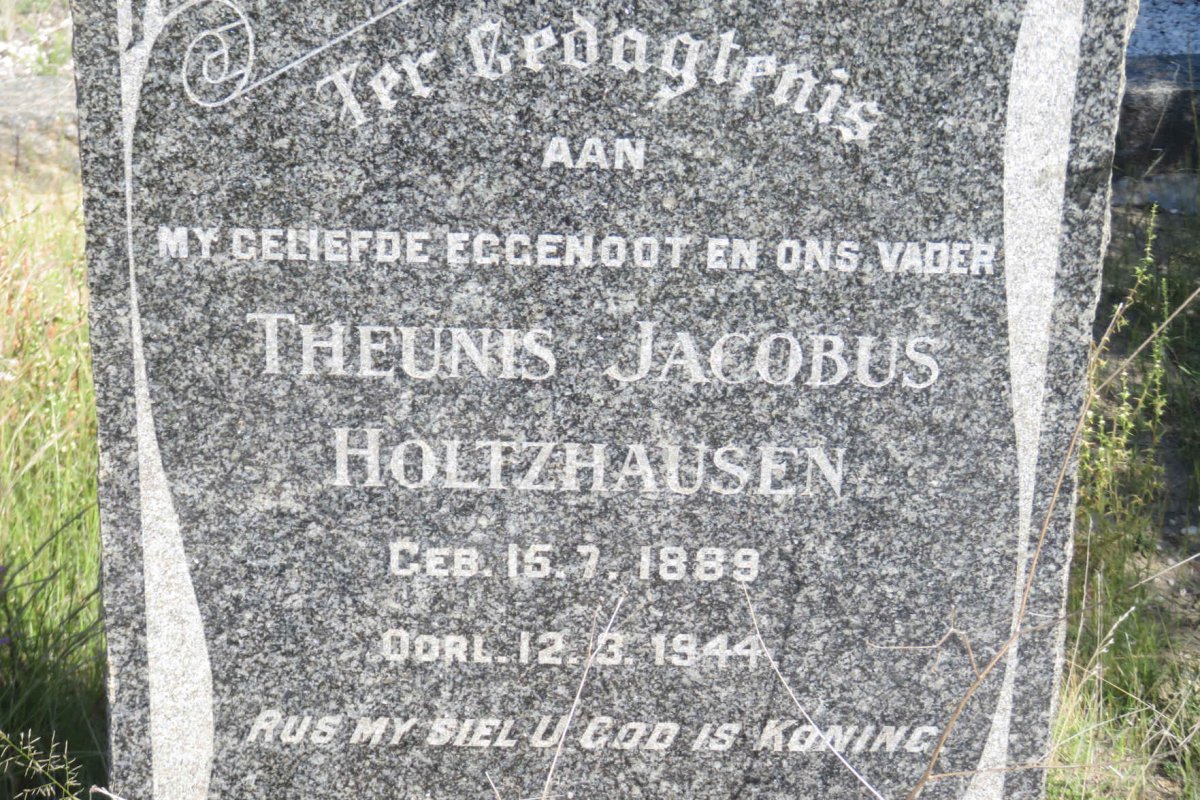 Ter Gedagtenis
AAN
MY GELIEFDE EGGENOOT EN ONS VADER
THEUNIS JACOBUS
HOLTZHAUSEN
GEB. 15.7.1889
OORL. 12.3.1944
RUS MY SIEL U GOD IS KONING